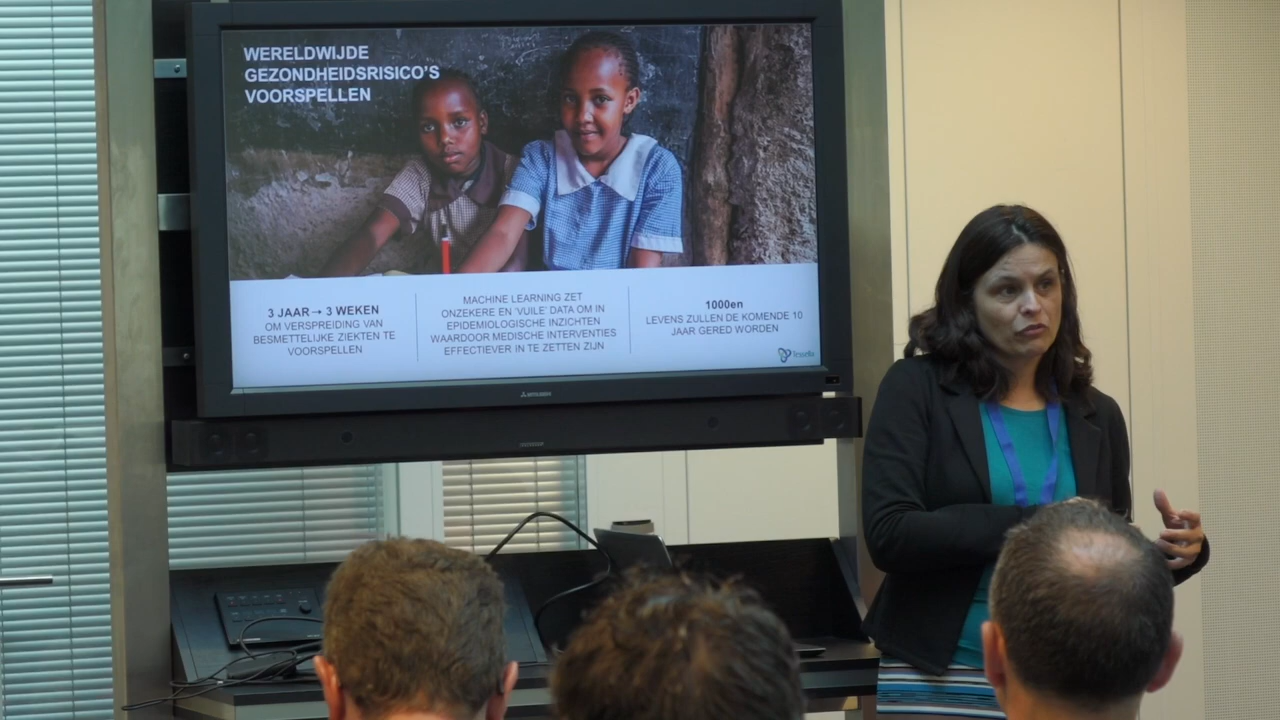 WERELDWIJDE
GEZONDHEIDSRISICO'S
VOORSPELLEN
3 JAAR → 3 WEKEN
OM VERSPREIDING VAN
BESMETTELIJKE ZIEKTEN TE
VOORSPELLEN
MACHINE LEARNING ZET
ONZEKERE EN 'VUILE' DATA OM IN
EPIDEMIOLOGISCHE INZICHTEN
WAARDOOR MEDISCHE INTERVENTIES
EFFECTIEVER IN TE ZETTEN ZIJN
1000en
LEVENS ZULLEN DE KOMENDE 10
JAAR GERED WORDEN
Tessella
MITSUBISHI